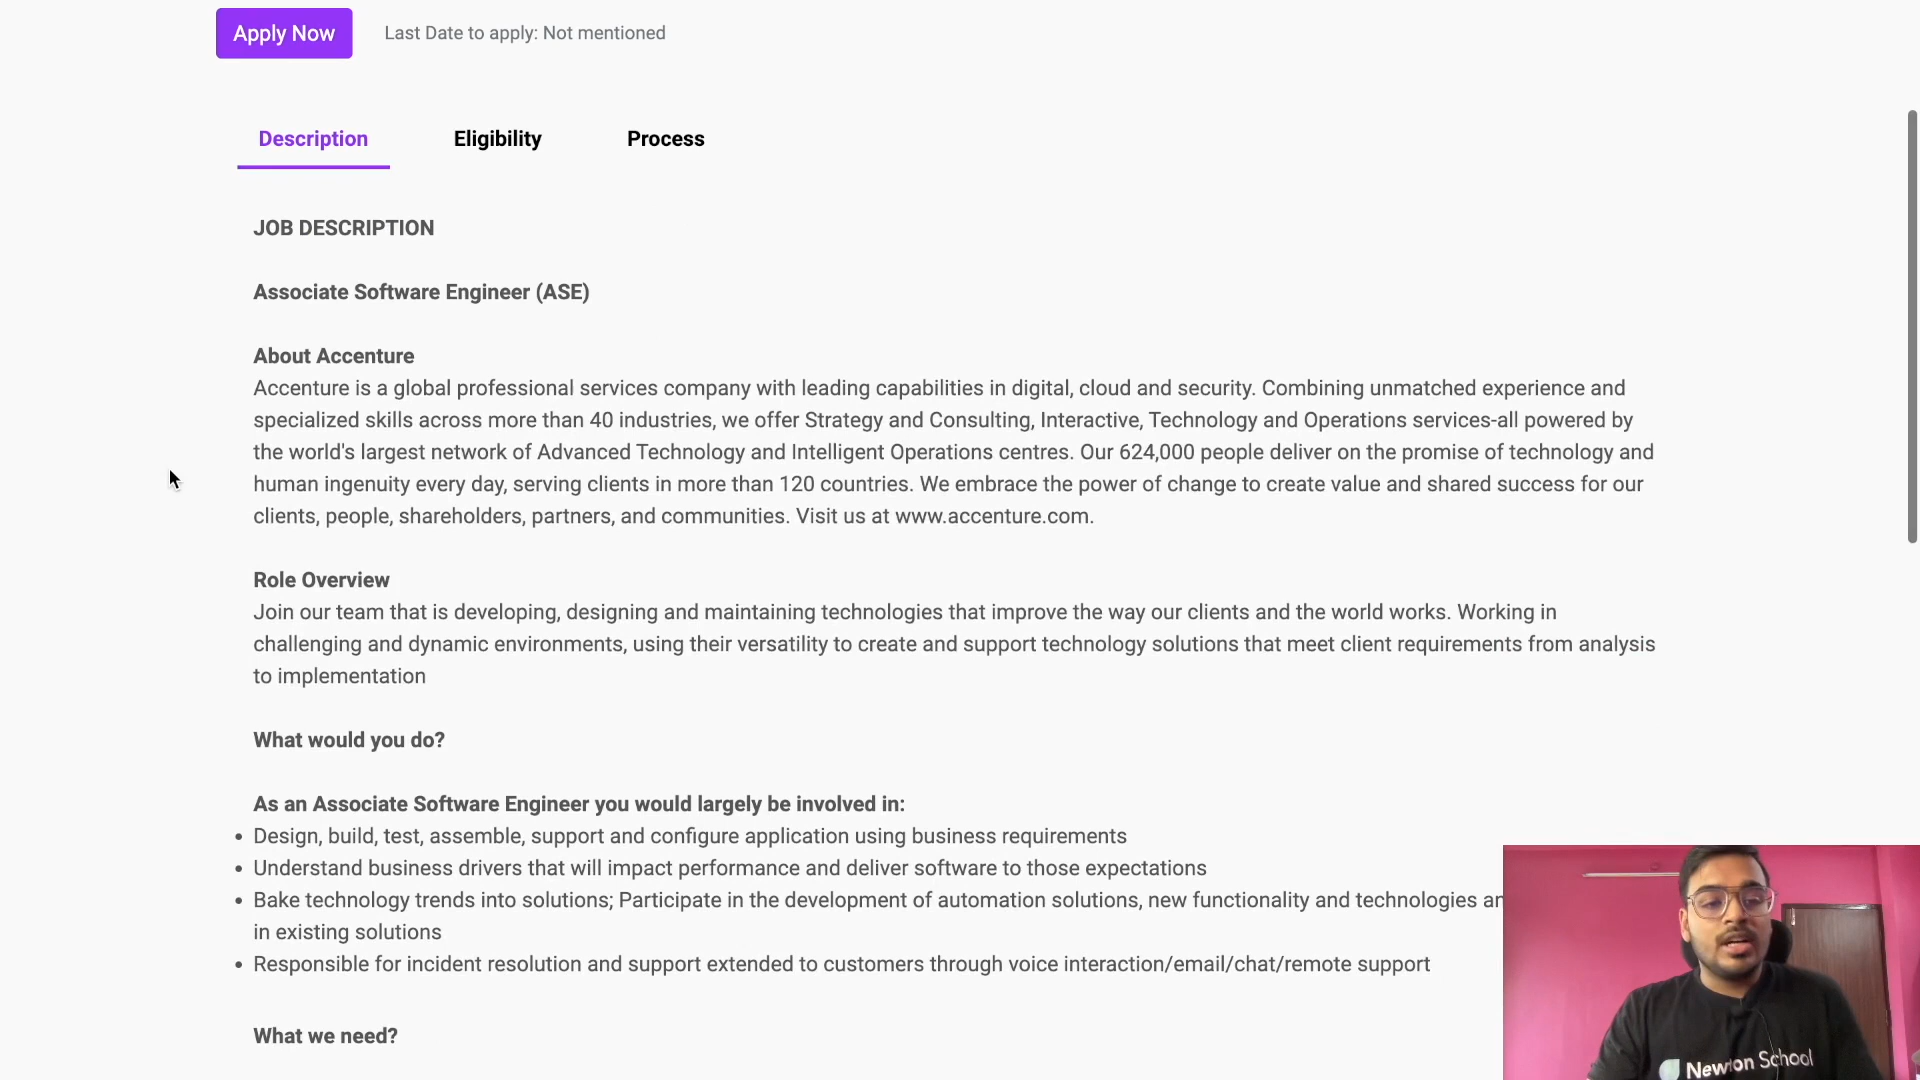 Apply Now
Last Date to apply: Not mentioned
Description
Eligibility
Process
JOB DESCRIPTION
Associate Software Engineer (ASE)
About Accenture
Accenture is a global professional services company with leading capabilities in digital, cloud and security. Combining unmatched experience and
specialized skills across more than 40 industries, we offer Strategy and Consulting, Interactive, Technology and Operations services-all powered by
the world's largest network of Advanced Technology and Intelligent Operations centres. Our 624,000 people deliver on the promise of technology and
human ingenuity every day, serving clients in more than 120 countries. We embrace the power of change to create value and shared success for our
clients, people, shareholders, partners, and communities. Visit us at www.accenture.com.
Role Overview
Join our team that is developing, designing and maintaining technologies that improve the way our clients and the world works. Working in
challenging and dynamic environments, using their versatility to create and support technology solutions that meet client requirements from analysis
to implementation
What would you do?
As an Associate Software Engineer you would largely be involved in:
• Design, build, test, assemble, support and configure application using business requirements
• Understand business drivers that will impact performance and deliver software to those expectations
• Bake technology trends into solutions; Participate in the development of automation solutions, new functionality and technologies
in existing solutions
• Responsible for incident resolution and support extended to customers through voice interaction/email/chat/remote support
What we need?
Newton School